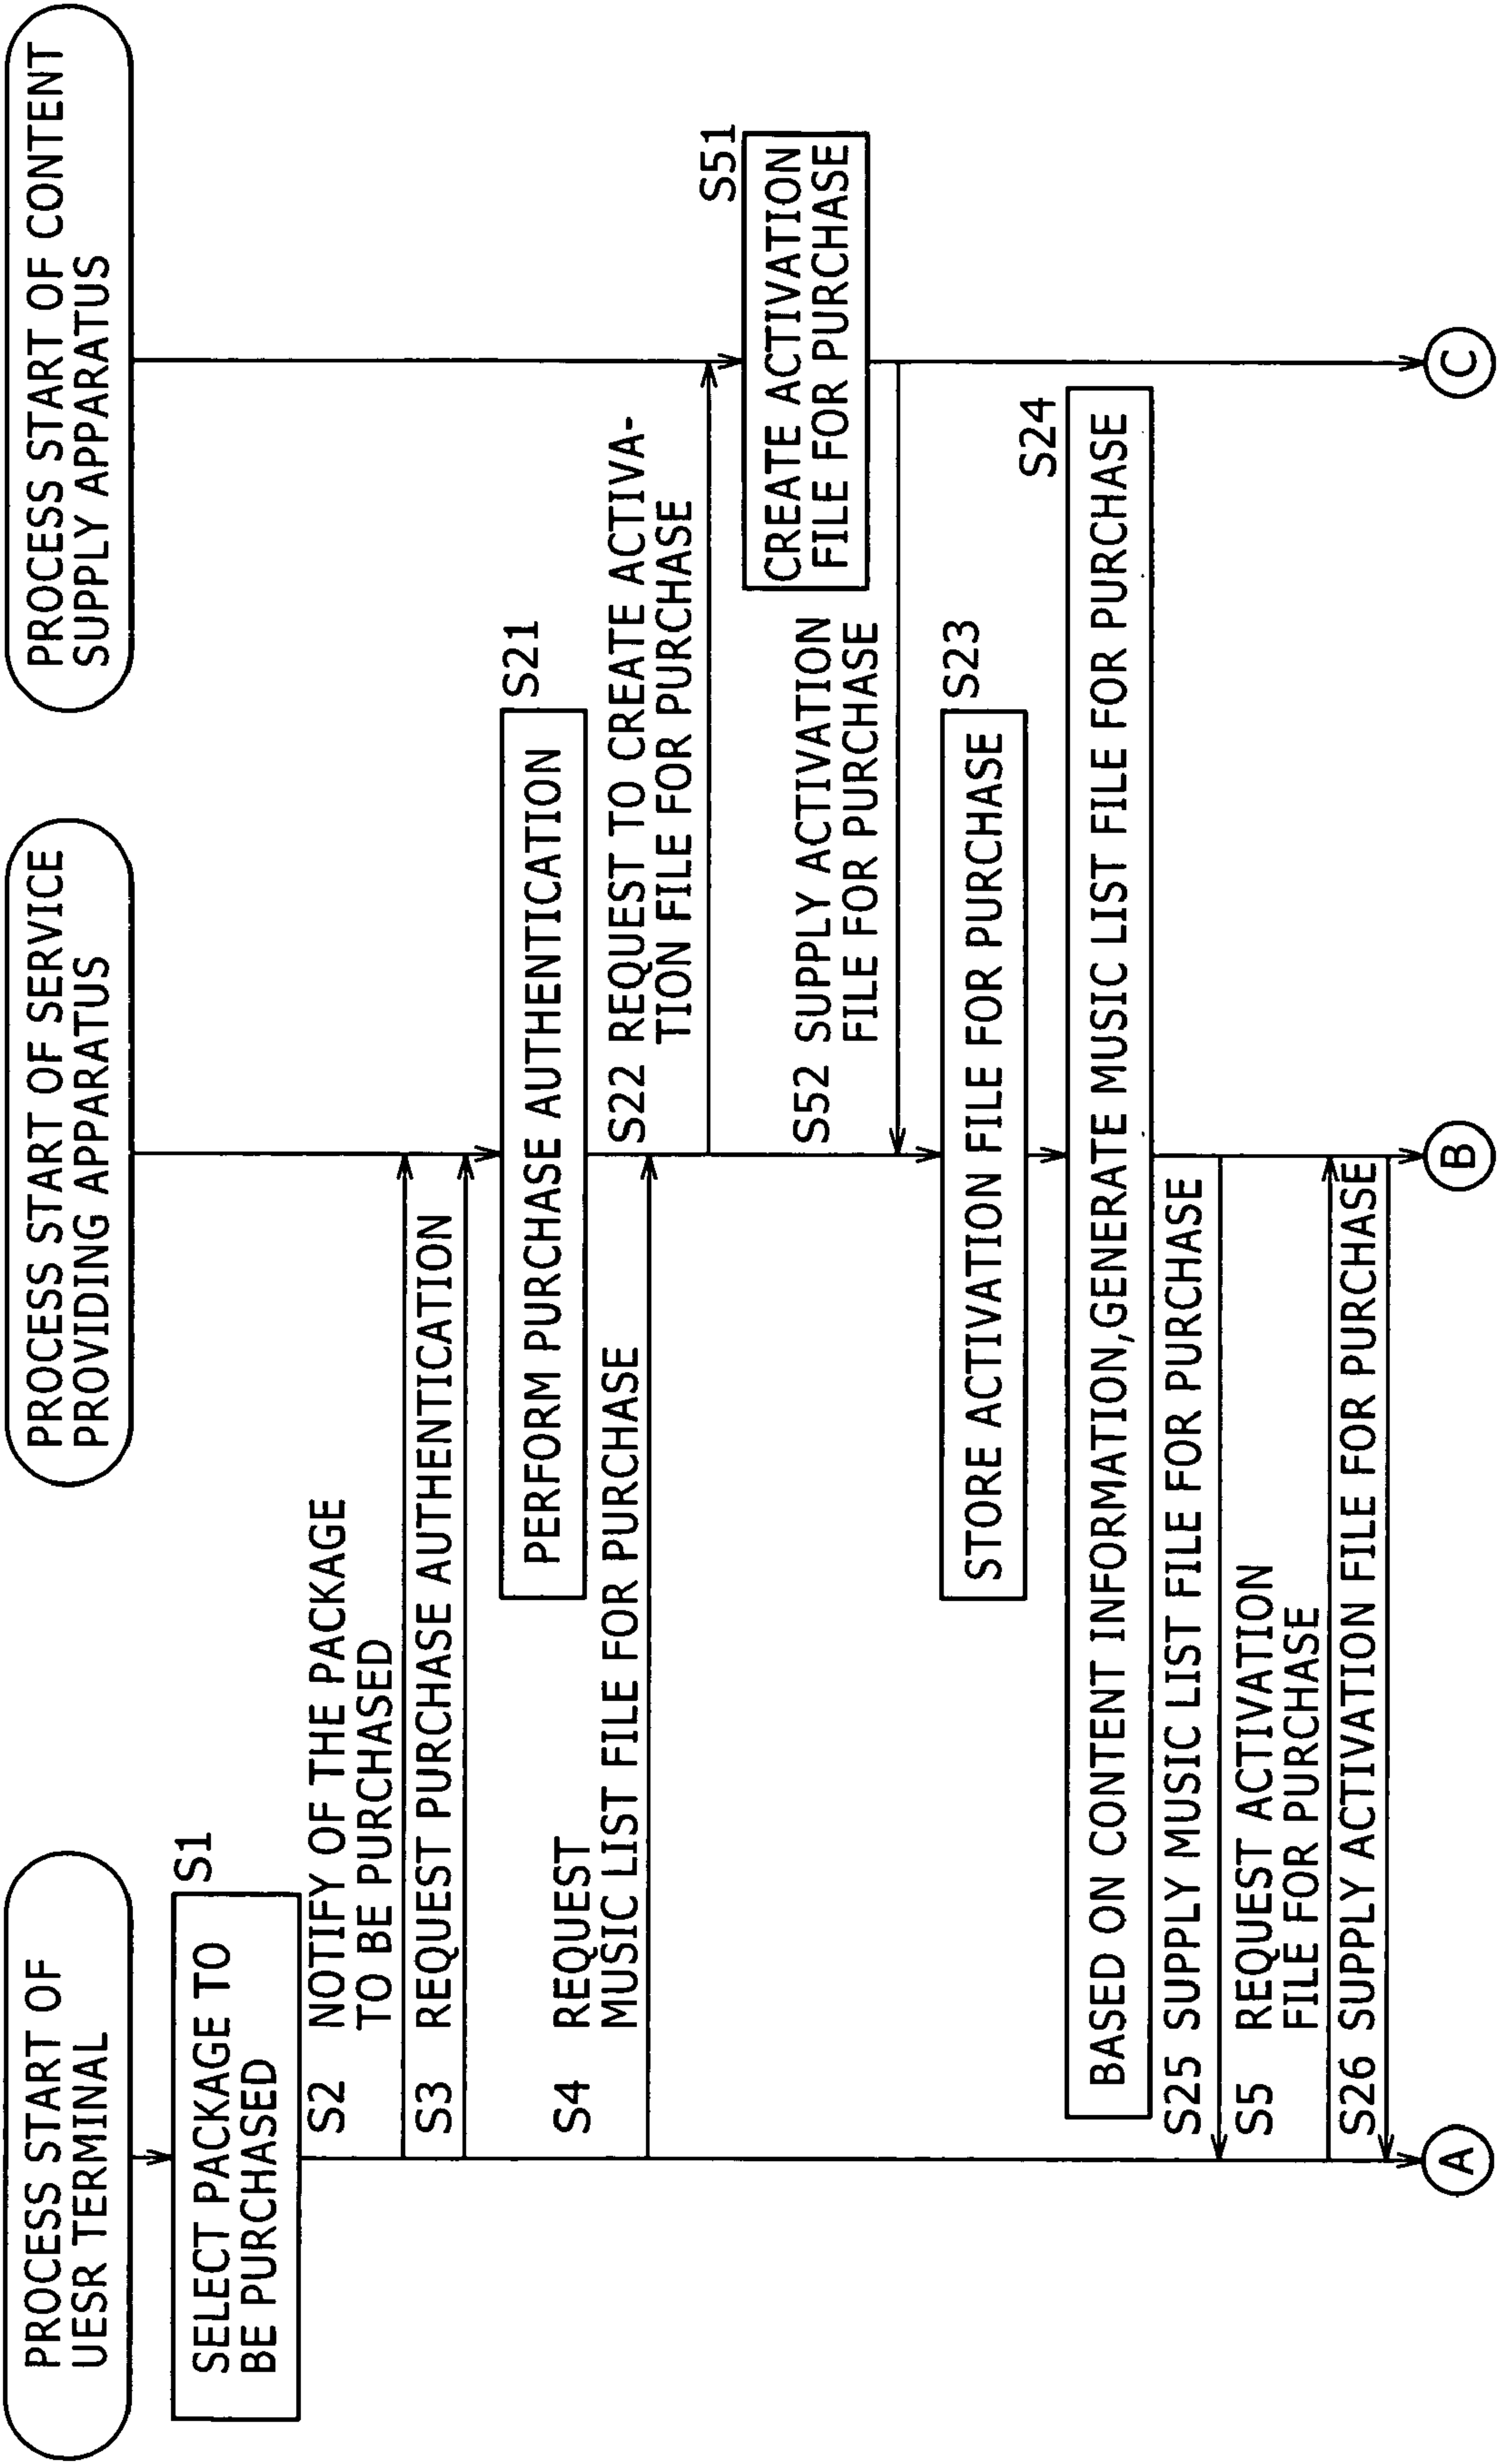 PROCESS START OF
UESR TERMINAL
PROCESS START OF SERVICE
PROVIDING APPARATUS
PROCESS START OF CONTENT
SUPPLY APPARATUS
S1
SELECT PACKAGE TO
BE PURCHASED
S2 NOTIFY OF THE PACKAGE
TO BE PURCHASED
S3 REQUEST PURCHASE AUTHENTICATION
S21
PERFORM PURCHASE AUTHENTICATION
S4 REQUEST
MUSIC LIST FILE FOR PURCHASE
S22 REQUEST TO CREATE ACTIVA-
TION FILE FOR PURCHASE
S51
CREATE ACTIVATION
FILE FOR PURCHASE
S52 SUPPLY ACTIVATION
FILE FOR PURCHASE
S23
STORE ACTIVATION FILE FOR PURCHASE
S24
BASED ON CONTENT INFORMATION,GENERATE MUSIC LIST FILE FOR PURCHASE
S25 SUPPLY MUSIC LIST FILE FOR PURCHASE
S5 REQUEST ACTIVATION
FILE FOR PURCHASE
S26 SUPPLY ACTIVATION FILE FOR PURCHASE
A
B
C